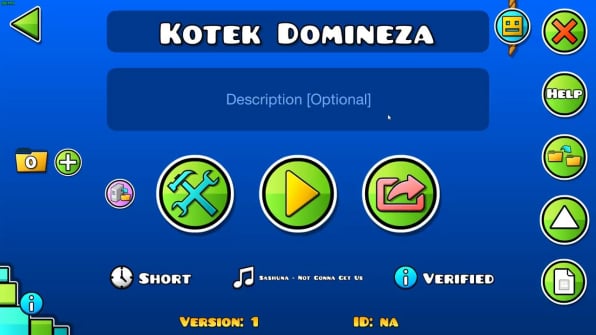 Kotek Domineza
Description [Optional]
Help
0
Short
Sashuna - Not Gonna Get Us
Verified
Version: 1
ID: na